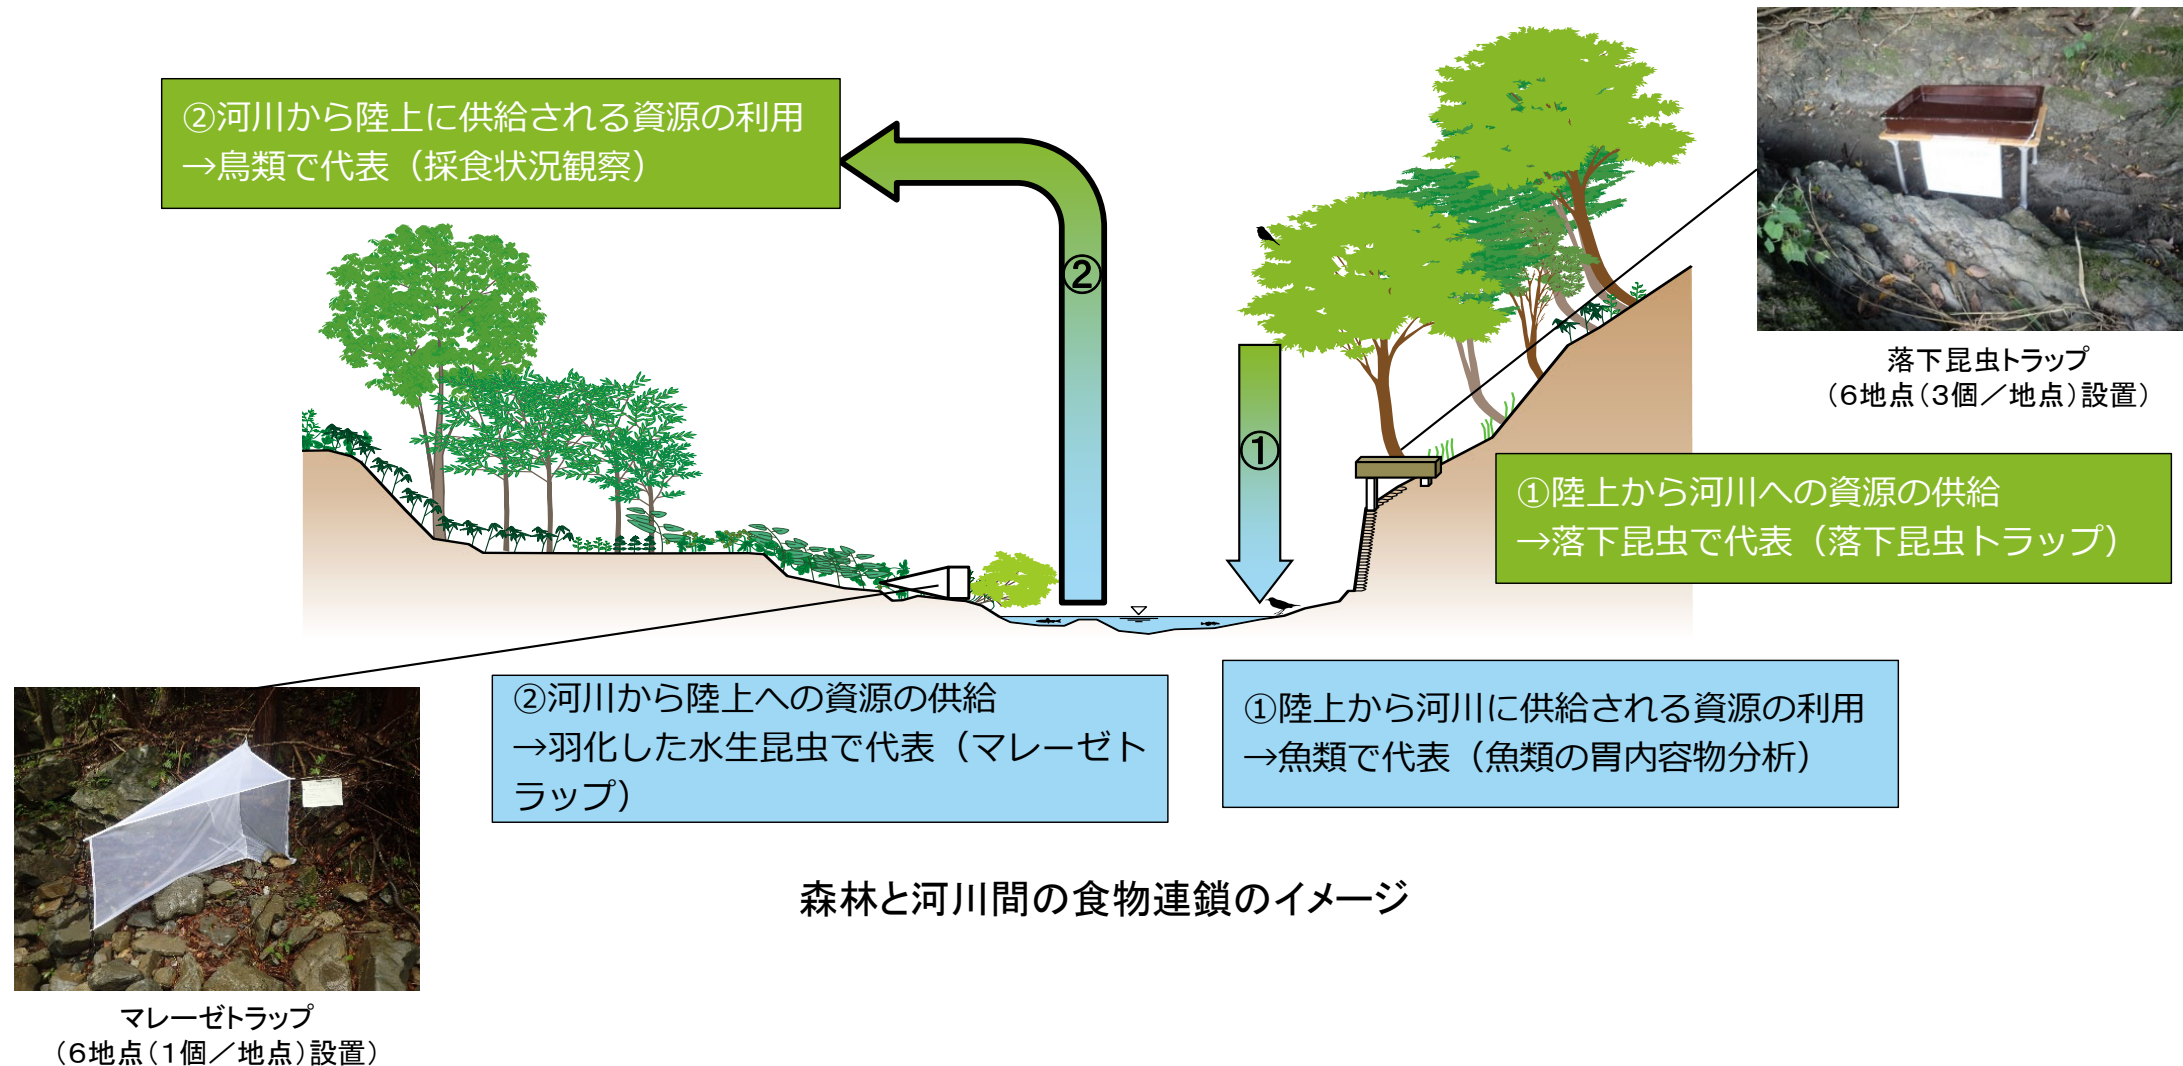 ②河川から陸上に供給される資源の利用
→鳥類で代表（採食状況観察）
②
①
落下昆虫トラップ
（6地点（3個／地点）設置）
①陸上から河川への資源の供給
→落下昆虫で代表（落下昆虫トラップ）
②河川から陸上への資源の供給
→羽化した水生昆虫で代表（マレーゼト
ラップ）
①陸上から河川に供給される資源の利用
→魚類で代表（魚類の胃内容物分析）
森林と河川間の食物連鎖のイメージ
マレーゼトラップ
（6地点（1個／地点）設置）